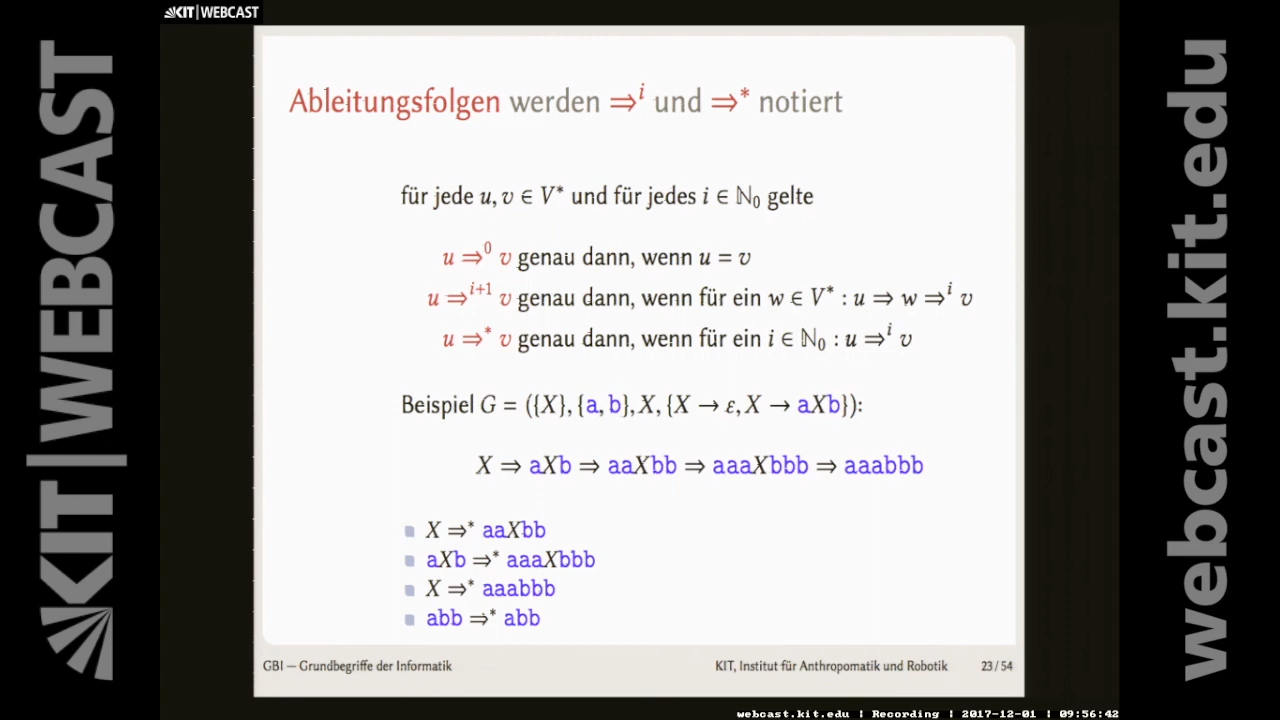 KIT|WEBCAST
KIT|WEBCAST
Ableitungsfolgen werden ⇒^i und ⇒^* notiert
für jede u, v ∈ V^* und für jedes i ∈ ℕ₀ gelte
u ⇒^0 v genau dann, wenn u = v
u ⇒^{i+1} v genau dann, wenn für ein w ∈ V^* : u ⇒ w ⇒^i v
u ⇒^* v genau dann, wenn für ein i ∈ ℕ₀ : u ⇒^i v
Beispiel G = ({X}, {a, b}, X, {X → ε, X → aXb}):
X ⇒ aXb ⇒ aaXbb ⇒ aaaXbbb ⇒ aaabbb
X ⇒^* aaXbb
aXb ⇒^* aaaXbbb
X ⇒^* aaabbb
abb ⇒^* abb
GBI — Grundbegriffe der Informatik KIT, Institut für Anthropomatik und Robotik 23 / 54
webcast.kit.edu
webcast.kit.edu | Recording | 2017-12-01 | 09:56:42